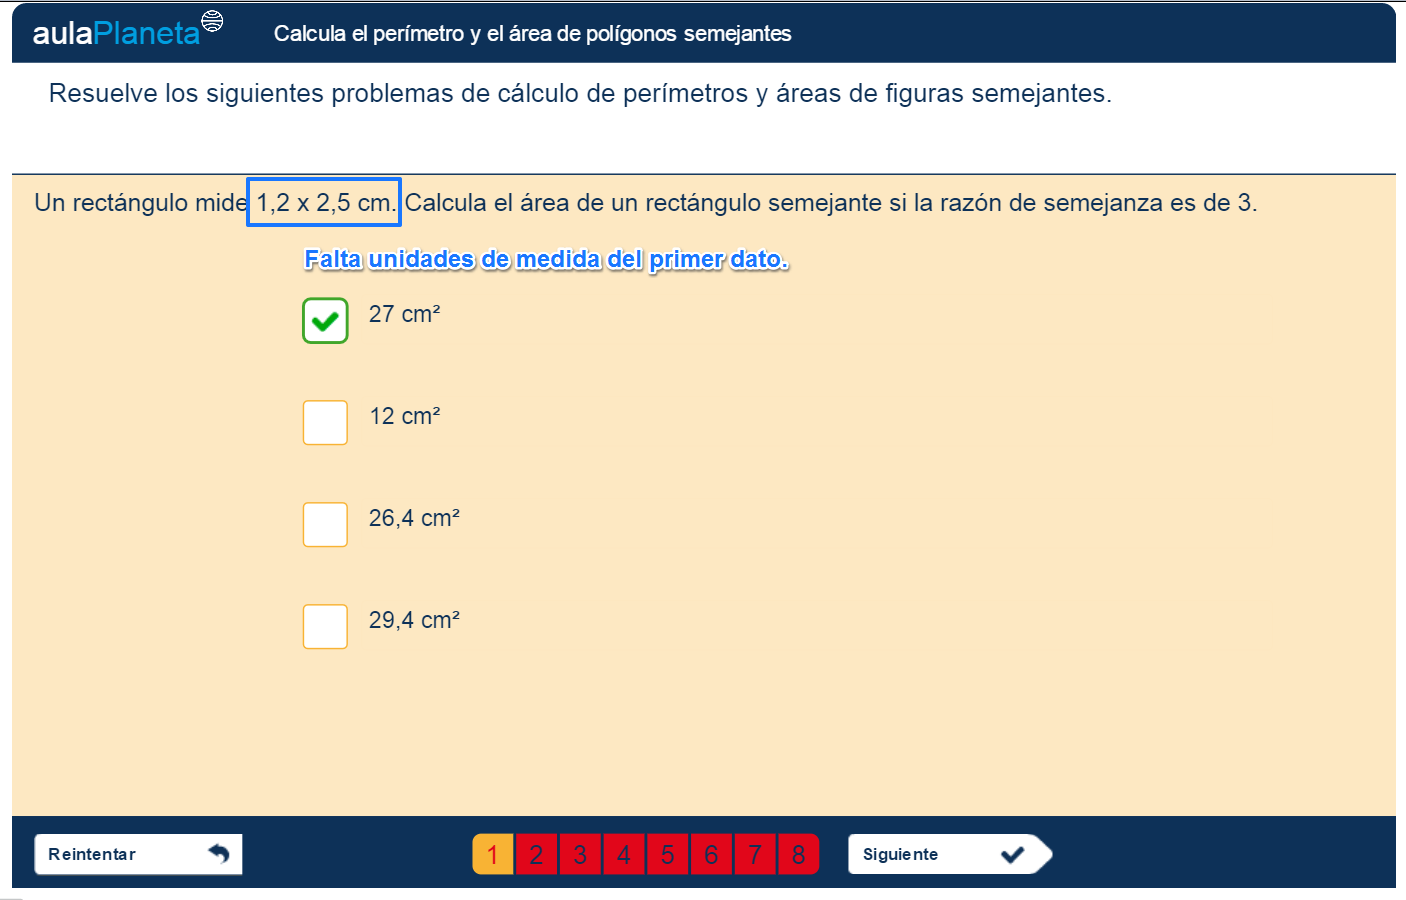 aulaPlaneta
Calcula el perímetro y el área de polígonos semejantes
Resuelve los siguientes problemas de cálculo de perímetros y áreas de figuras semejantes.
Un rectángulo mide 1,2 x 2,5 cm. Calcula el área de un rectángulo semejante si la razón de semejanza es de 3.
Falta unidades de medida del primer dato.
27 cm²
12 cm²
26,4 cm²
29,4 cm²
Reintentar
1 2 3 4 5 6 7 8
Siguiente